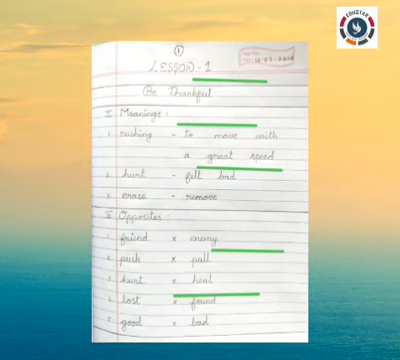 EDUSTAR
1
LESSON - 1
Be Thankful
I Meanings :
1. rushing - to move with
a great speed
2. hurt - felt bad
3. erase - remove
II Opposites :
1. friend x enemy
2. push x pull
3. hurt x heal
4. lost x found
5. good x bad